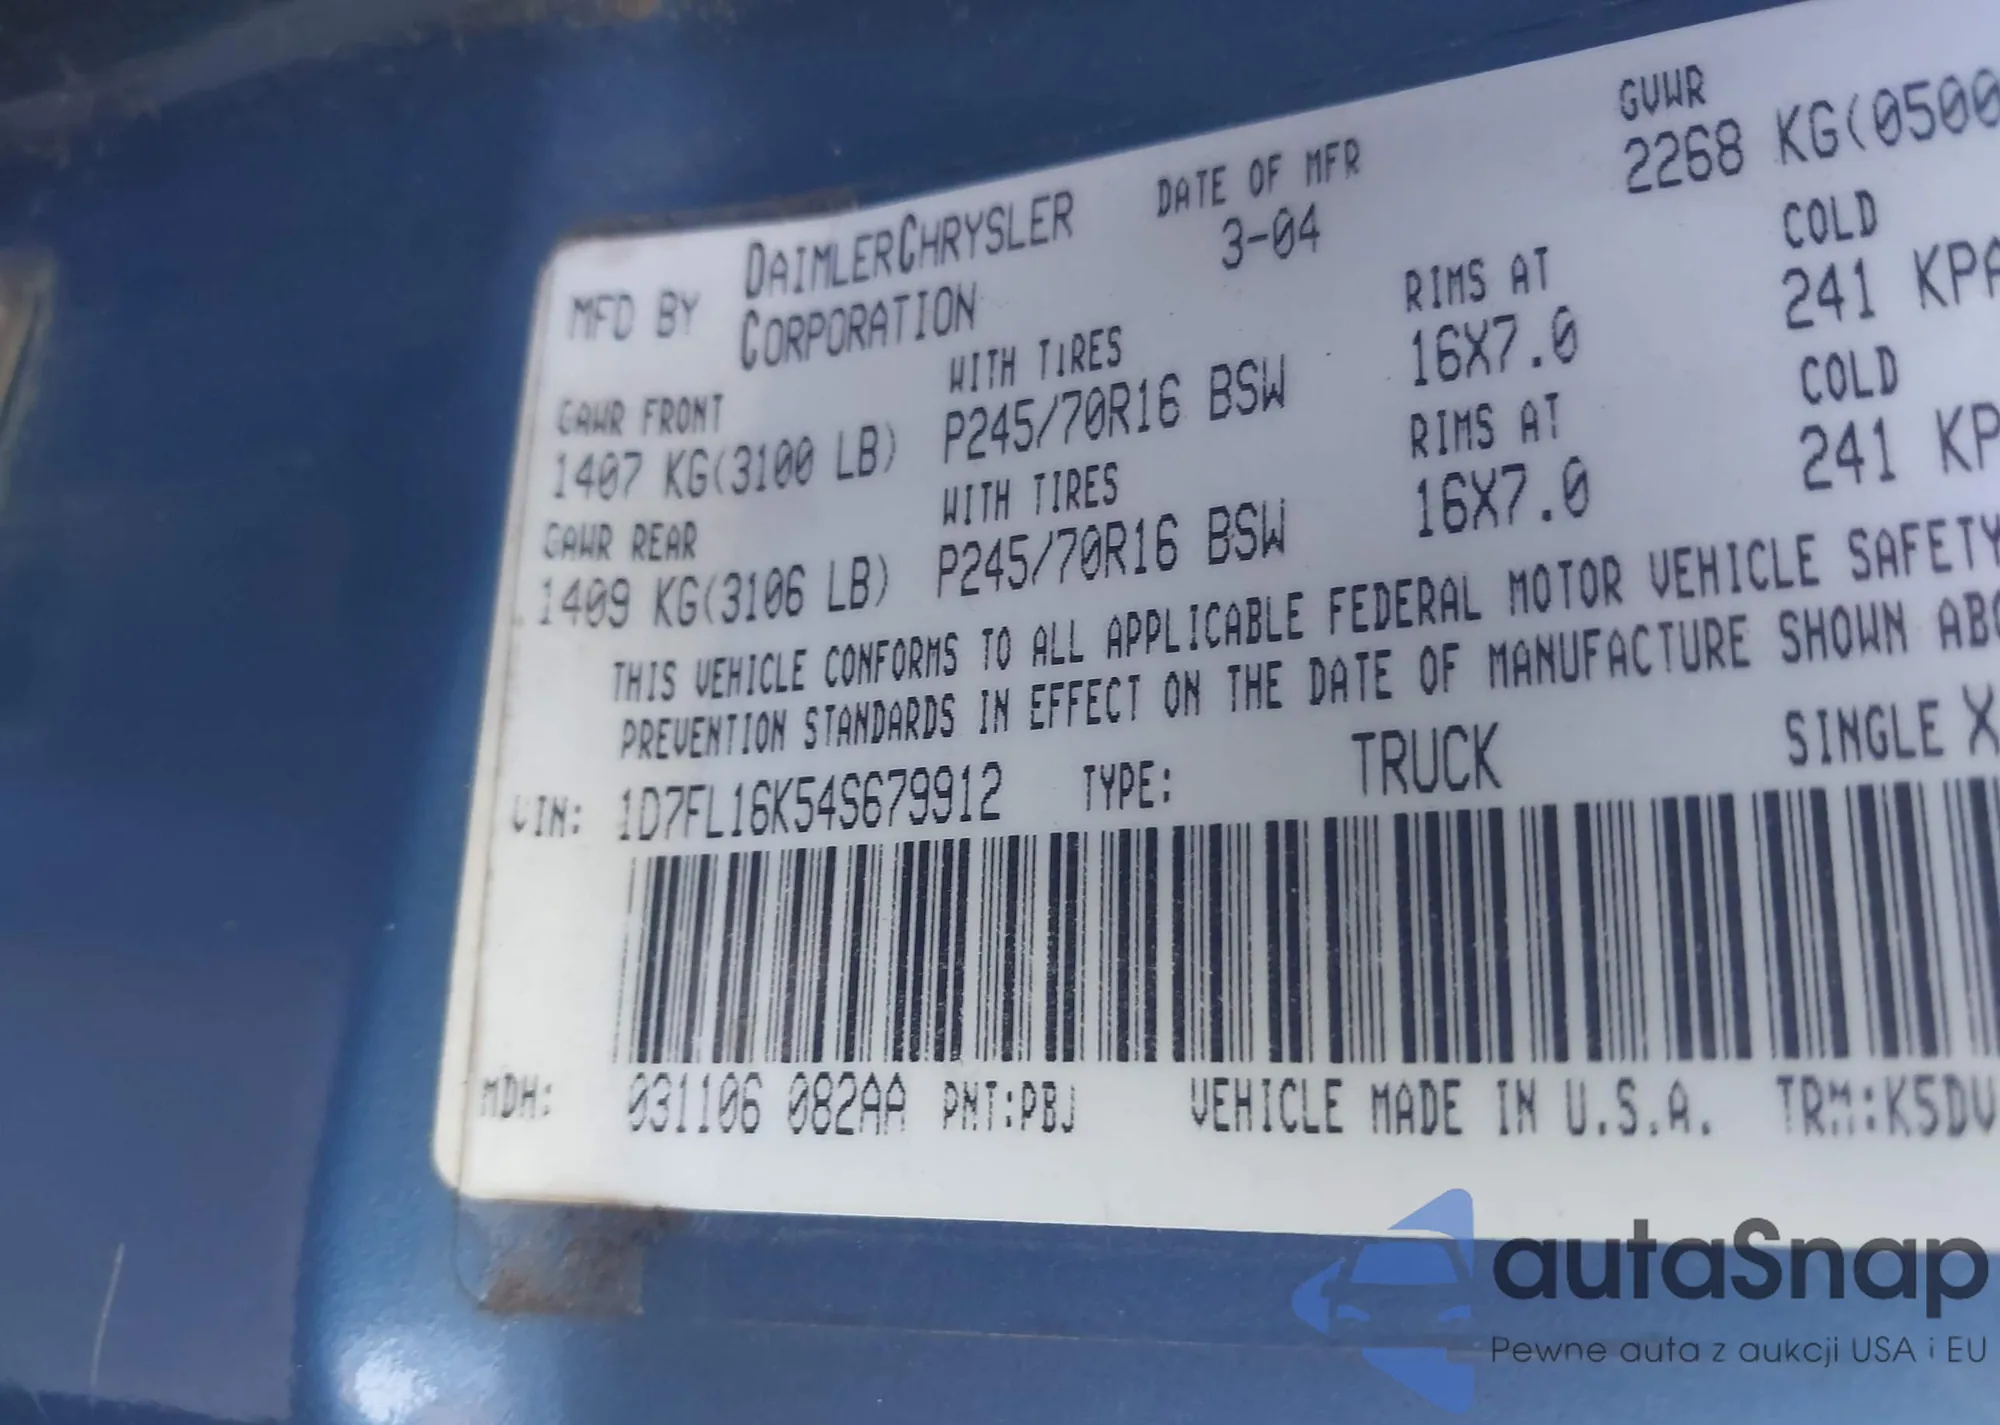 MFD BY DAIMLERCHRYSLER CORPORATION
DATE OF MFR 3-04
GVWR 2268 KG(0500
GAWR FRONT WITH TIRES RIMS AT COLD
1407 KG(3100 LB) P245/70R16 BSW 16X7.0 241 KPA
GAWR REAR WITH TIRES RIMS AT COLD
1409 KG(3106 LB) P245/70R16 BSW 16X7.0 241 KP
THIS VEHICLE CONFORMS TO ALL APPLICABLE FEDERAL MOTOR VEHICLE SAFETY
PREVENTION STANDARDS IN EFFECT ON THE DATE OF MANUFACTURE SHOWN ABO
VIN: 1D7FL16K54S679912 TYPE: TRUCK SINGLE X
MDH: 031106 082AA PNT:PBJ VEHICLE MADE IN U.S.A. TRM:K5DV
autaSnap
Pewne auta z aukcji USA i EU